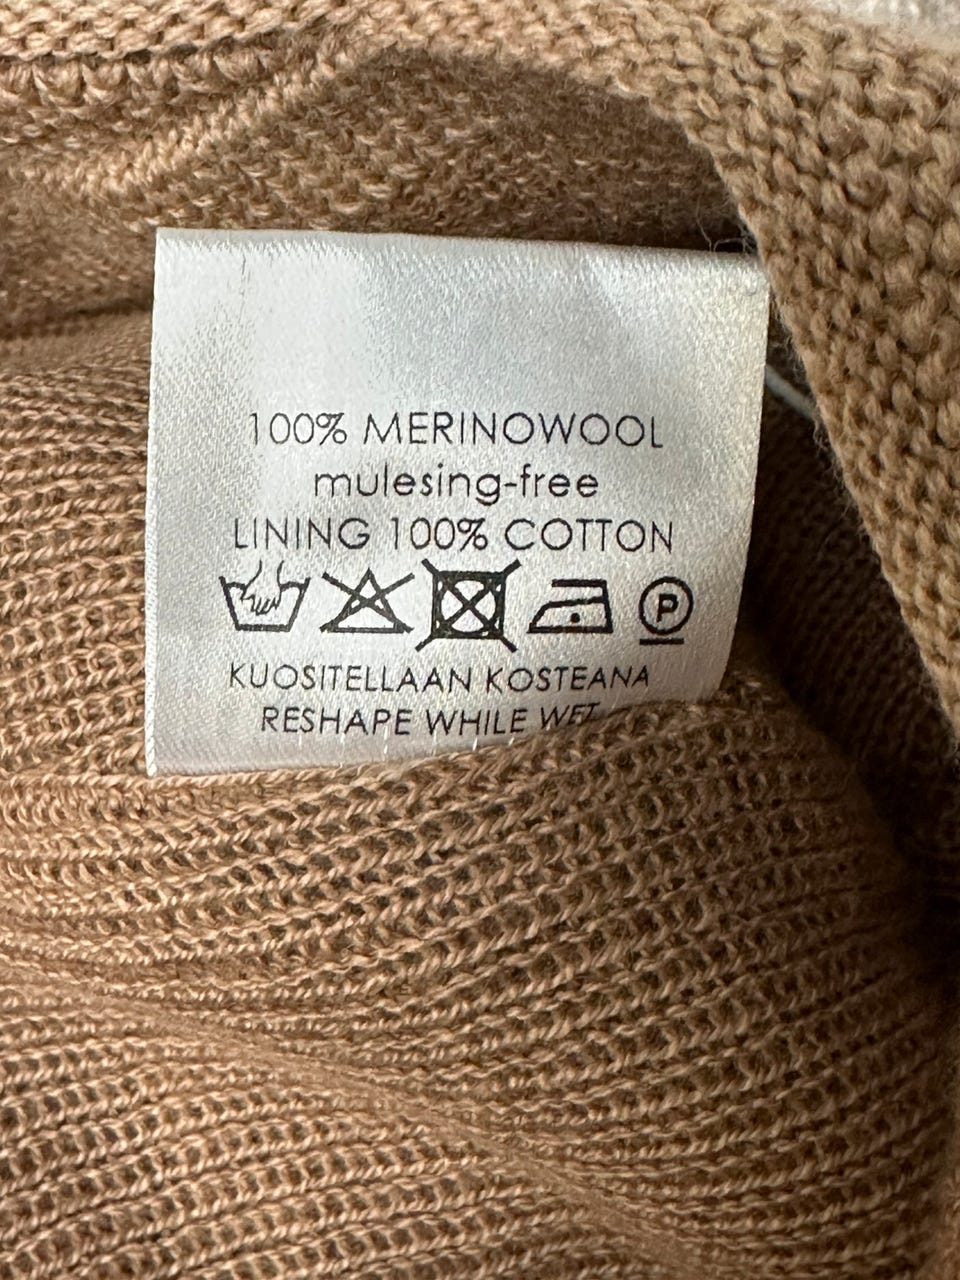 100% MERINOWOOL
mulesing-free
LINING 100% COTTON
P
KUOSITELLAAN KOSTEANA
RESHAPE WHILE WET